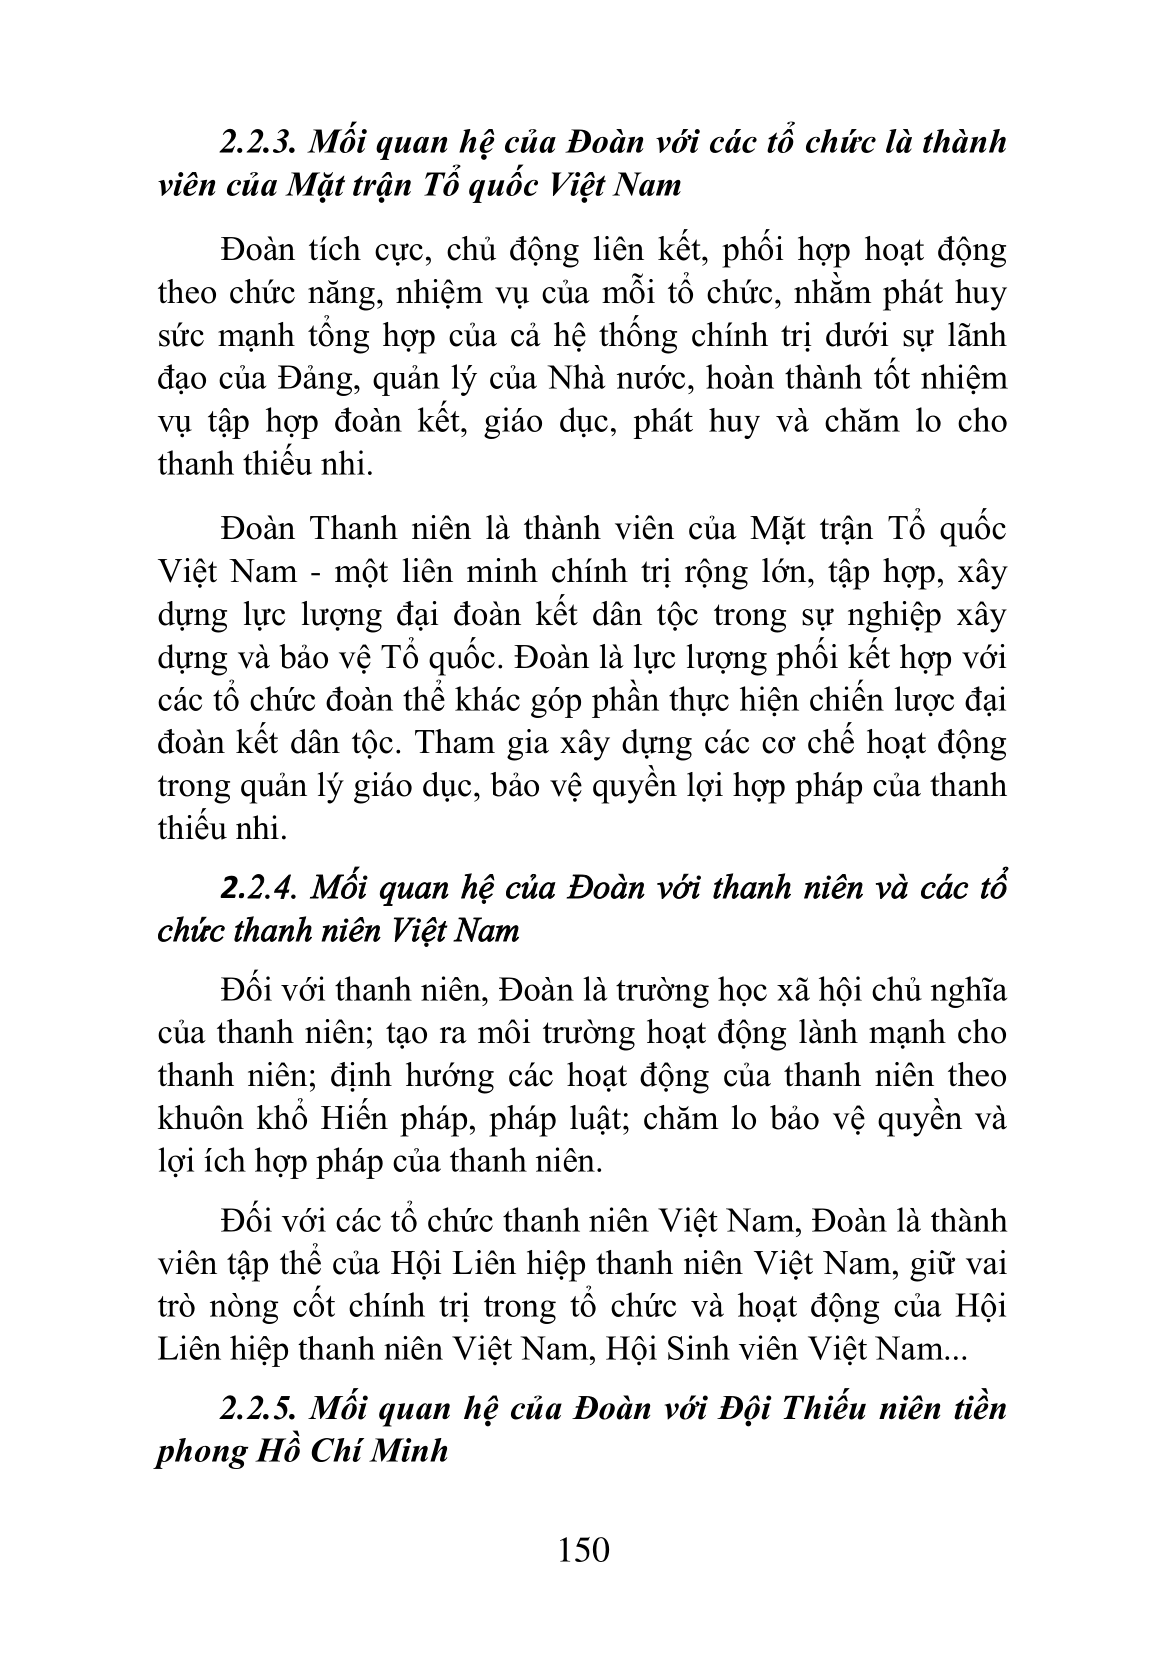 2.2.3. Mối quan hệ của Đoàn với các tổ chức là thành
viên của Mặt trận Tổ quốc Việt Nam
Đoàn tích cực, chủ động liên kết, phối hợp hoạt động
theo chức năng, nhiệm vụ của mỗi tổ chức, nhằm phát huy
sức mạnh tổng hợp của cả hệ thống chính trị dưới sự lãnh
đạo của Đảng, quản lý của Nhà nước, hoàn thành tốt nhiệm
vụ tập hợp đoàn kết, giáo dục, phát huy và chăm lo cho
thanh thiếu nhi.
Đoàn Thanh niên là thành viên của Mặt trận Tổ quốc
Việt Nam - một liên minh chính trị rộng lớn, tập hợp, xây
dựng lực lượng đại đoàn kết dân tộc trong sự nghiệp xây
dựng và bảo vệ Tổ quốc. Đoàn là lực lượng phối kết hợp với
các tổ chức đoàn thể khác góp phần thực hiện chiến lược đại
đoàn kết dân tộc. Tham gia xây dựng các cơ chế hoạt động
trong quản lý giáo dục, bảo vệ quyền lợi hợp pháp của thanh
thiếu nhi.
2.2.4. Mối quan hệ của Đoàn với thanh niên và các tổ
chức thanh niên Việt Nam
Đối với thanh niên, Đoàn là trường học xã hội chủ nghĩa
của thanh niên; tạo ra môi trường hoạt động lành mạnh cho
thanh niên; định hướng các hoạt động của thanh niên theo
khuôn khổ Hiến pháp, pháp luật; chăm lo bảo vệ quyền và
lợi ích hợp pháp của thanh niên.
Đối với các tổ chức thanh niên Việt Nam, Đoàn là thành
viên tập thể của Hội Liên hiệp thanh niên Việt Nam, giữ vai
trò nòng cốt chính trị trong tổ chức và hoạt động của Hội
Liên hiệp thanh niên Việt Nam, Hội Sinh viên Việt Nam...
2.2.5. Mối quan hệ của Đoàn với Đội Thiếu niên tiền
phong Hồ Chí Minh
150